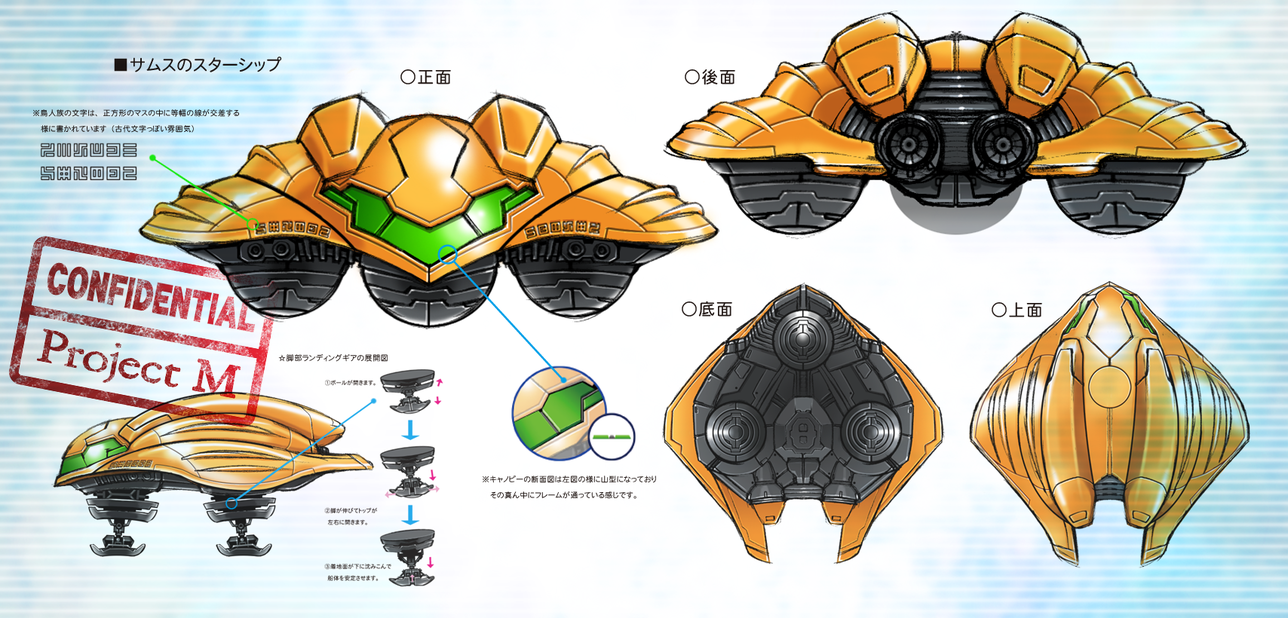 ■サムスのスターシップ
※鳥人族の文字は、正方形のマスの中に等幅の線が交差する
様に書かれています（古代文字っぽい雰囲気）
○正面
○後面
○底面
○上面
CONFIDENTIAL
Project M
☆脚部ランディングギアの展開図
①ボールが開きます。
②脚が伸びてトップが
左右に開きます。
③着地面が下に沈みこんで
船体を安定させます。
※キャノピーの断面図は左図の様に山型になっており
その真ん中にフレームが通っている感じです。